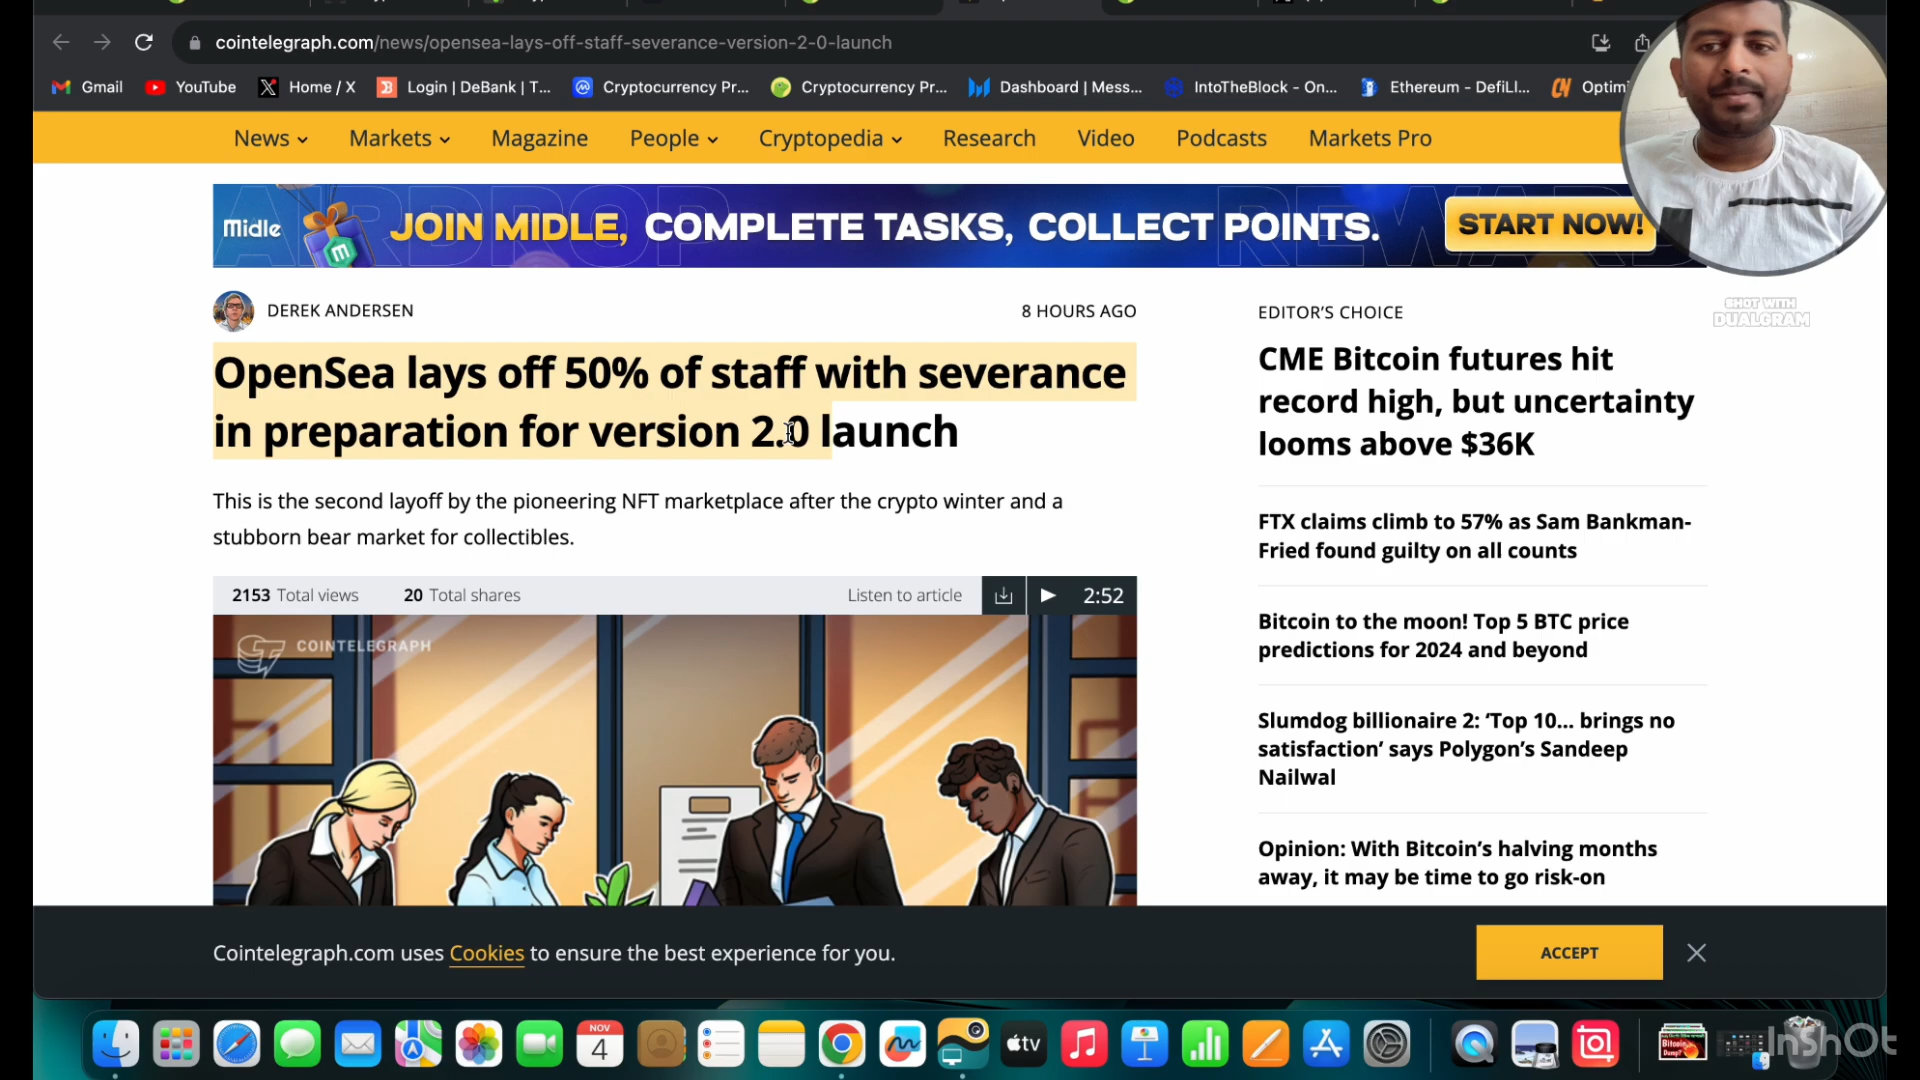 cointelegraph.com/news/opensea-lays-off-staff-severance-version-2-0-launch
Gmail YouTube Home / X Login | DeBank | T... Cryptocurrency Pr... Cryptocurrency Pr... Dashboard | Mess... IntoTheBlock - On... Ethereum - DefiLl... Optimi
News Markets Magazine People Cryptopedia Research Video Podcasts Markets Pro
Midle JOIN MIDLE, COMPLETE TASKS, COLLECT POINTS. START NOW!
DEREK ANDERSEN 8 HOURS AGO
OpenSea lays off 50% of staff with severance
in preparation for version 2.0 launch
This is the second layoff by the pioneering NFT marketplace after the crypto winter and a
stubborn bear market for collectibles.
2153 Total views 20 Total shares Listen to article 2:52
COINTELEGRAPH
EDITOR'S CHOICE
CME Bitcoin futures hit
record high, but uncertainty
looms above $36K
FTX claims climb to 57% as Sam Bankman-
Fried found guilty on all counts
Bitcoin to the moon! Top 5 BTC price
predictions for 2024 and beyond
Slumdog billionaire 2: ‘Top 10... brings no
satisfaction’ says Polygon’s Sandeep
Nailwal
Opinion: With Bitcoin’s halving months
away, it may be time to go risk-on
SHOT WITH
DUALGRAM
Cointelegraph.com uses Cookies to ensure the best experience for you.
ACCEPT
NOV
4
tv
Bitcoin
Dump?
InShOt